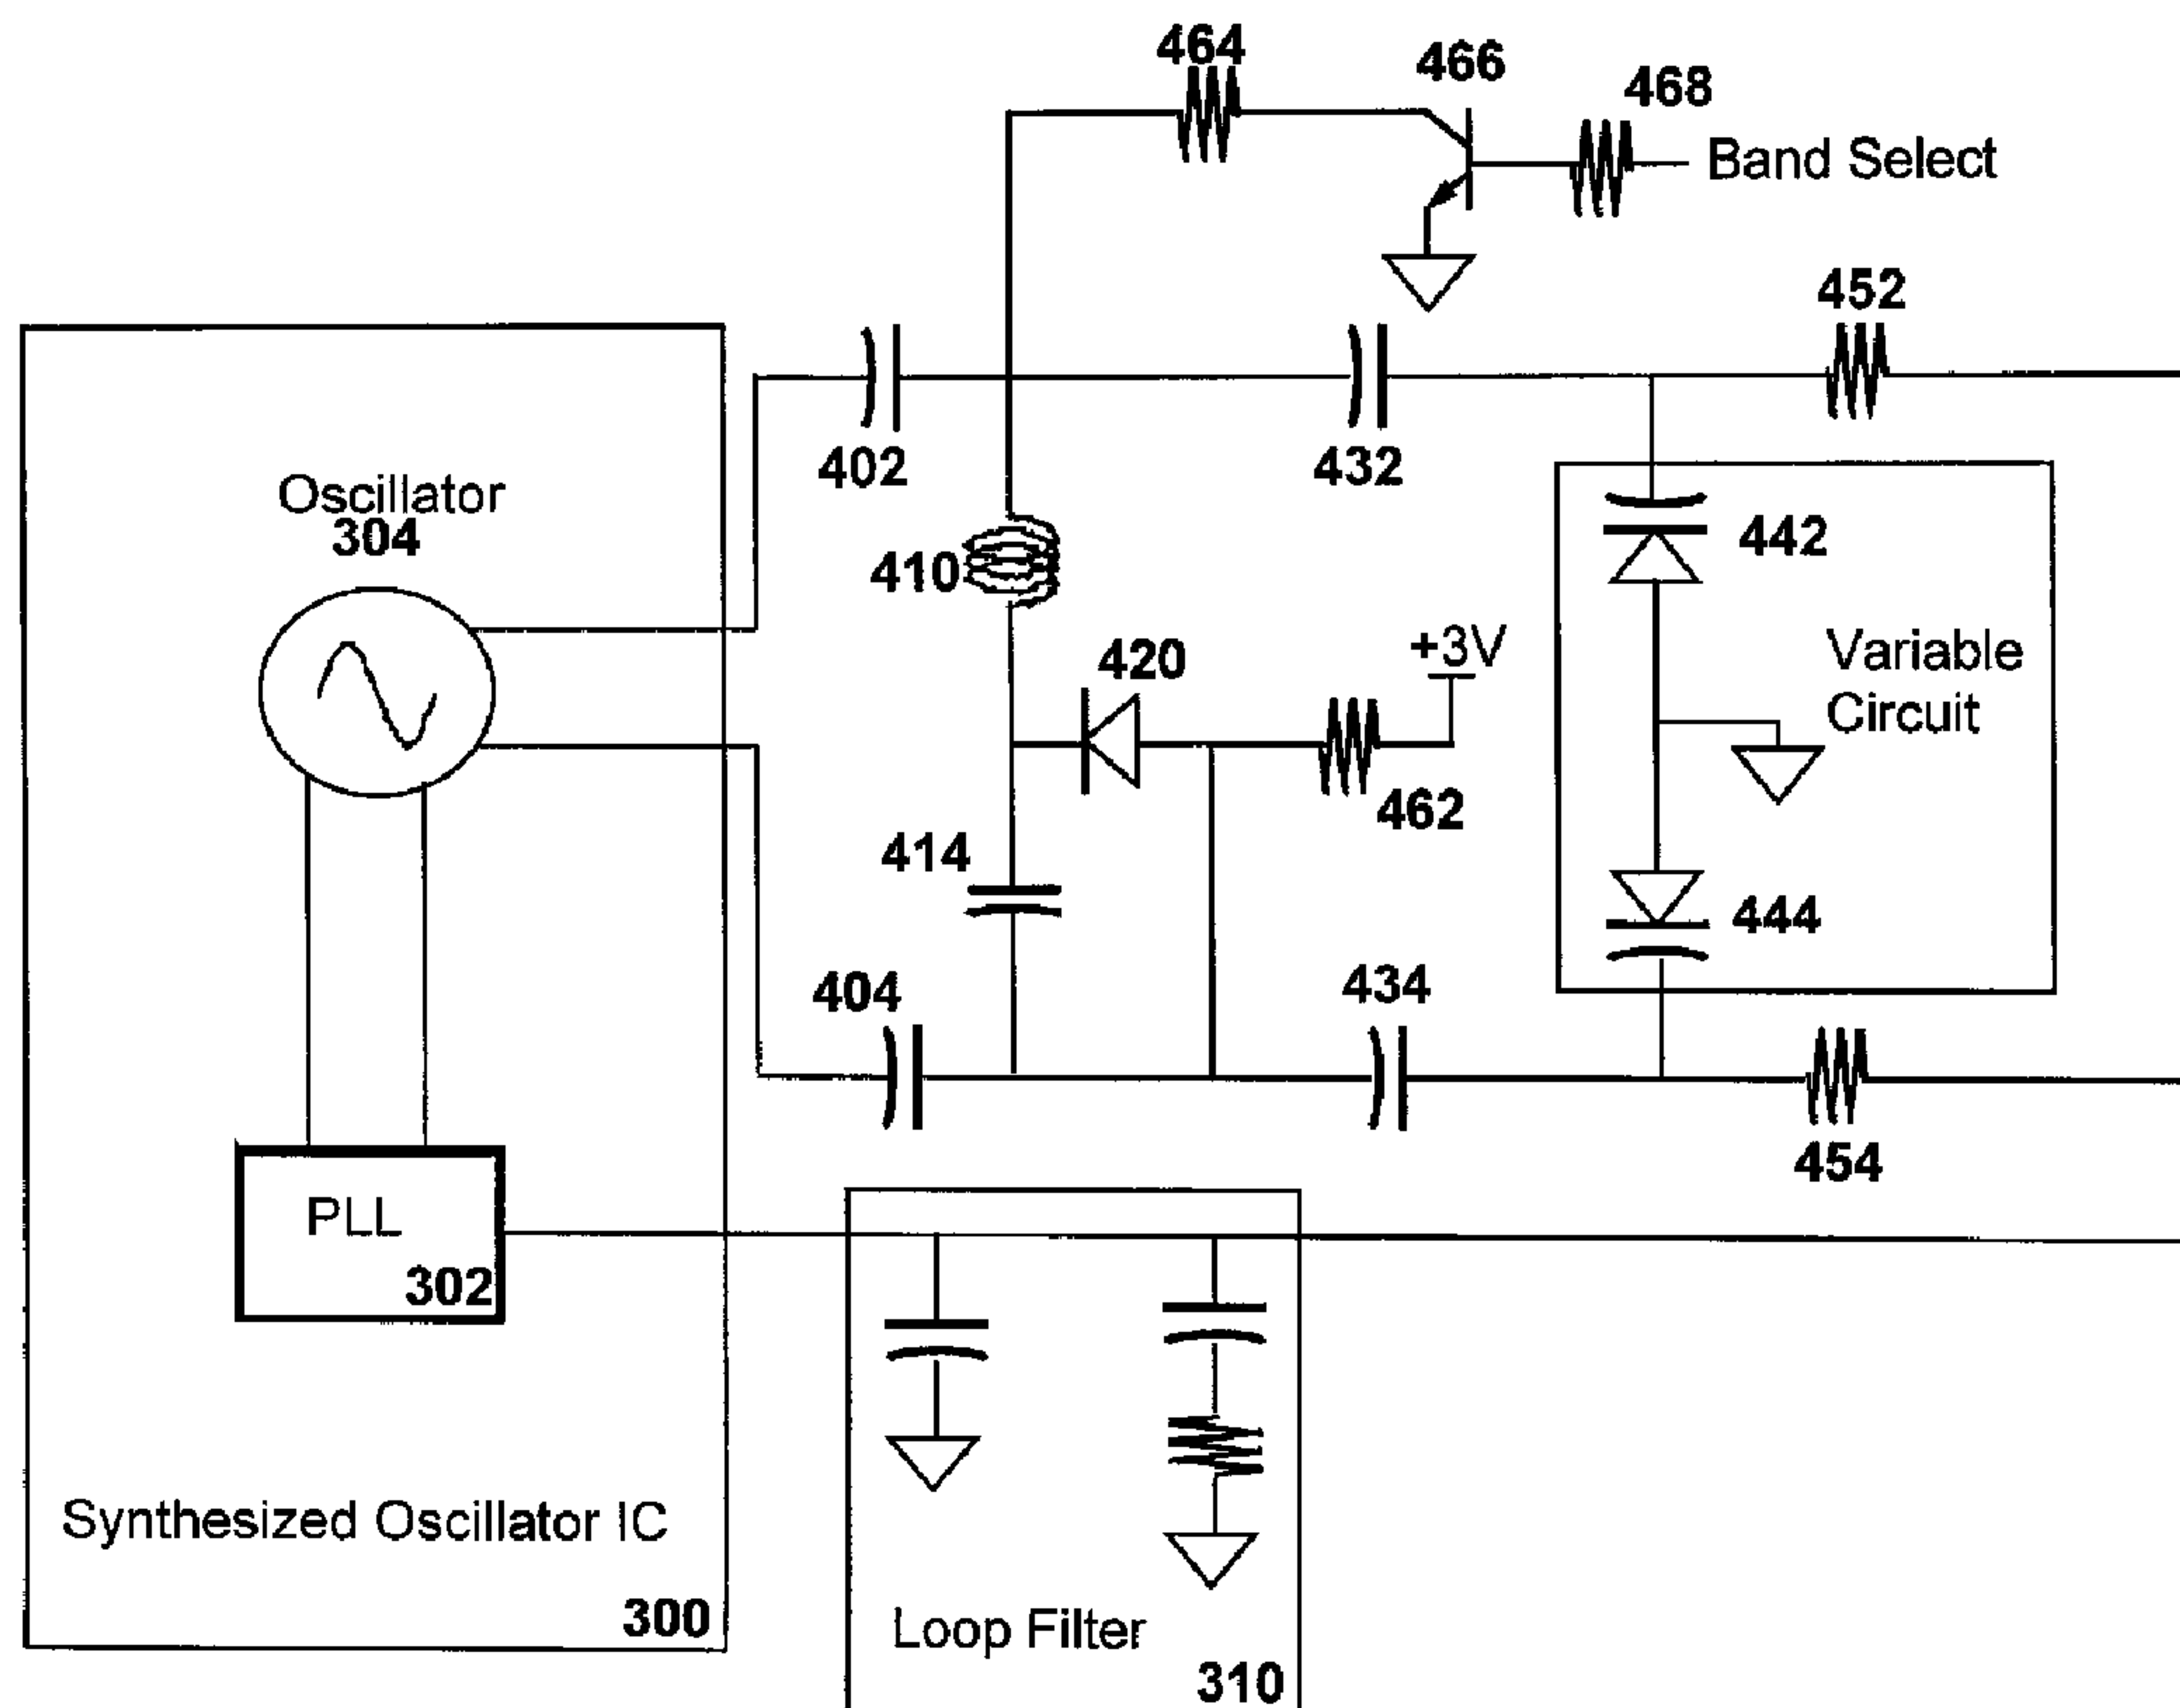 464
466
468
Band Select
452
402
432
Oscillator
304
410
442
420
+3V
Variable
Circuit
462
414
444
404
434
454
PLL
302
Synthesized Oscillator IC
300
Loop Filter
310